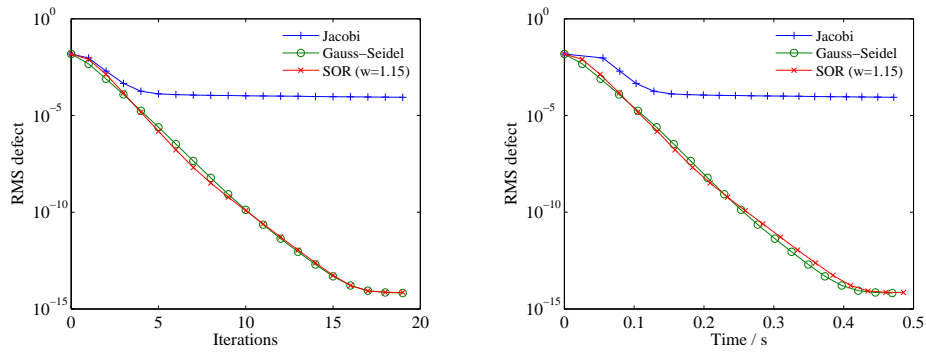 10^0
10^−5
10^−10
10^−15
RMS defect
0 5 10 15 20
Iterations
Jacobi
Gauss−Seidel
SOR (w=1.15)
10^0
10^−5
10^−10
10^−15
RMS defect
0 0.1 0.2 0.3 0.4 0.5
Time / s
Jacobi
Gauss−Seidel
SOR (w=1.15)